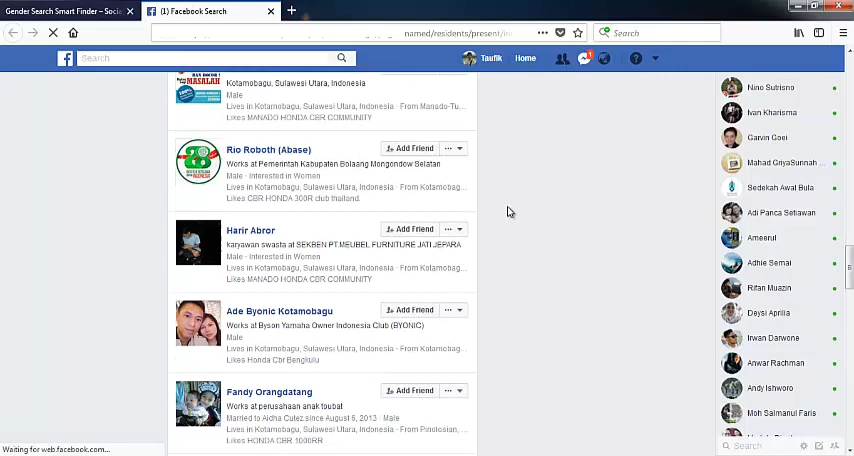 Gender Search Smart Finder – Socia
(1) Facebook Search
named/residents/present/in
Search
Search
Taufik
Home
1
MASALAH
Kotamobagu, Sulawesi Utara, Indonesia
Male
Lives in Kotamobagu, Sulawesi Utara, Indonesia · From Manado-Tu...
Likes MANADO HONDA CBR COMMUNITY
Rio Roboth (Abase)
Add Friend
Works at Pemerintah Kabupaten Bolaang Mongondow Selatan
Male · Interested in Women
Lives in Kotamobagu, Sulawesi Utara, Indonesia · From Kotamobag...
Likes CBR HONDA 300R club thailand.
Harir Abror
Add Friend
karyawan swasta at SEKBEN PT.MEUBEL FURNITURE JATI JEPARA
Male · Interested in Women
Lives in Kotamobagu, Sulawesi Utara, Indonesia · From Kotamobag...
Likes MANADO HONDA CBR COMMUNITY
Ade Byonic Kotamobagu
Add Friend
Works at Byson Yamaha Owner Indonesia Club (BYONIC)
Male
Lives in Kotamobagu, Sulawesi Utara, Indonesia · From Kotamobag...
Likes Honda Cbr Bengkulu
Fandy Orangdatang
Add Friend
Works at perusahaan anak toubat
Married to Aidha Cutez since August 6, 2013 · Male
Lives in Kotamobagu, Sulawesi Utara, Indonesia · From Pinolosian, ...
Likes HONDA CBR 1000RR
Nino Sutrisno
Ivan Kharisma
Garvin Goei
Mahad GriyaSunnah ...
Sedekah Awal Bula
Adi Panca Setiawan
Ameerul
Adhie Semai
Rifan Muazin
Deysi Aprilia
Irwan Darwone
Anwar Rachman
Andy Ishworo
Moh Salmanul Faris
Search
Waiting for web.facebook.com...